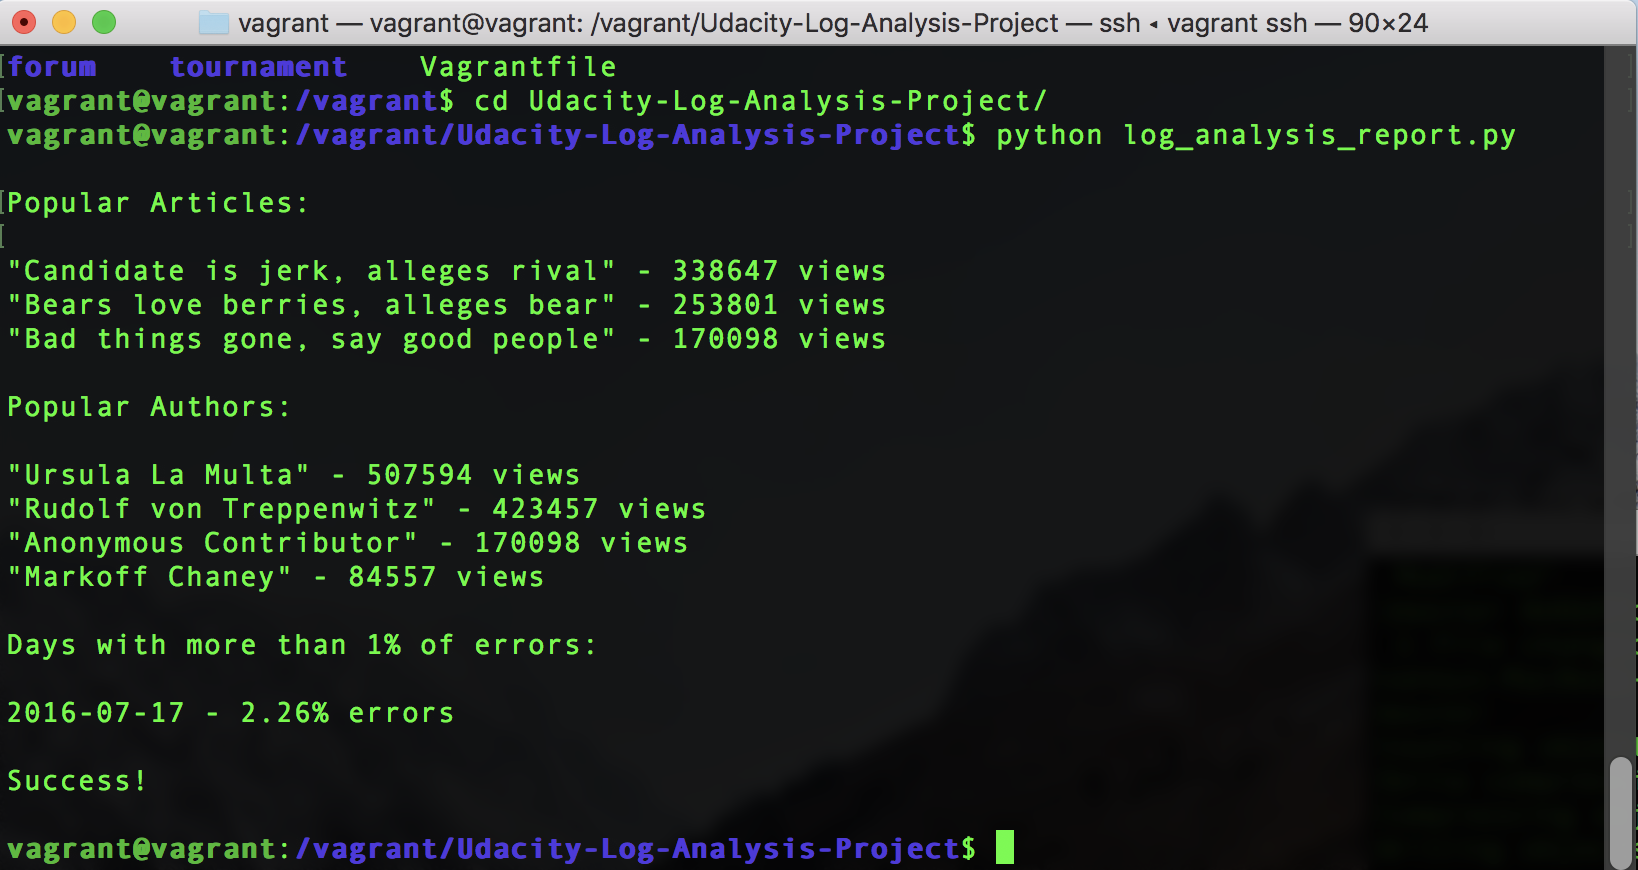 vagrant — vagrant@vagrant: /vagrant/Udacity-Log-Analysis-Project — ssh ◂ vagrant ssh — 90×24
forum    tournament    Vagrantfile
vagrant@vagrant:/vagrant$ cd Udacity-Log-Analysis-Project/
vagrant@vagrant:/vagrant/Udacity-Log-Analysis-Project$ python log_analysis_report.py
Popular Articles:
"Candidate is jerk, alleges rival" - 338647 views
"Bears love berries, alleges bear" - 253801 views
"Bad things gone, say good people" - 170098 views
Popular Authors:
"Ursula La Multa" - 507594 views
"Rudolf von Treppenwitz" - 423457 views
"Anonymous Contributor" - 170098 views
"Markoff Chaney" - 84557 views
Days with more than 1% of errors:
2016-07-17 - 2.26% errors
Success!
vagrant@vagrant:/vagrant/Udacity-Log-Analysis-Project$